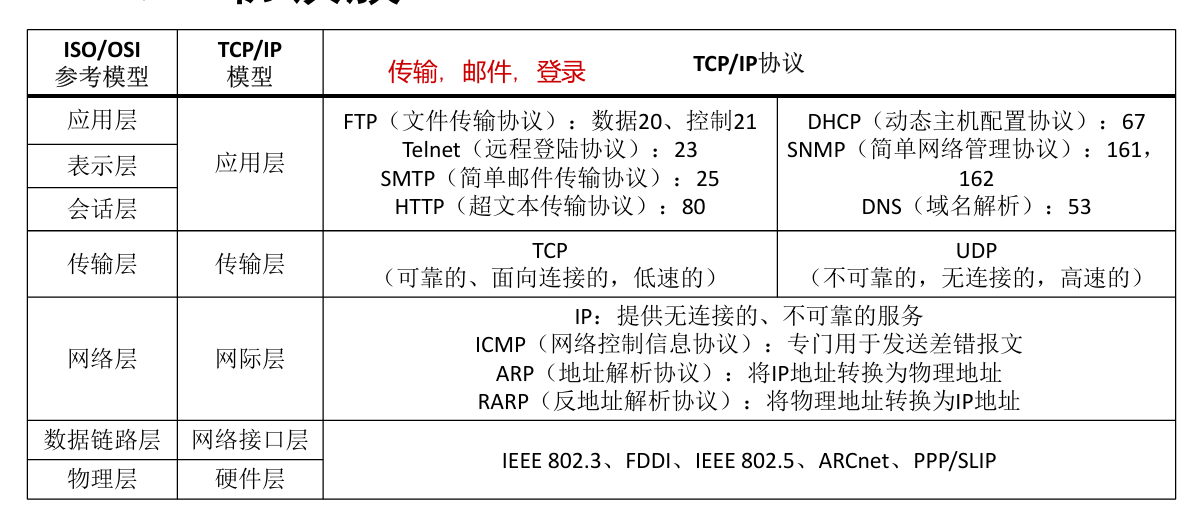 ISO/OSI
参考模型
TCP/IP
模型
传输，邮件，登录
TCP/IP协议
应用层
表示层
会话层
应用层
FTP（文件传输协议）：数据20、控制21
Telnet（远程登陆协议）：23
SMTP（简单邮件传输协议）：25
HTTP（超文本传输协议）：80
DHCP（动态主机配置协议）：67
SNMP（简单网络管理协议）：161，
162
DNS（域名解析）：53
传输层
传输层
TCP
（可靠的、面向连接的，低速的）
UDP
（不可靠的，无连接的，高速的）
网络层
网际层
IP：提供无连接的、不可靠的服务
ICMP（网络控制信息协议）：专门用于发送差错报文
ARP（地址解析协议）：将IP地址转换为物理地址
RARP（反地址解析协议）：将物理地址转换为IP地址
数据链路层
网络接口层
物理层
硬件层
IEEE 802.3、FDDI、IEEE 802.5、ARCnet、PPP/SLIP